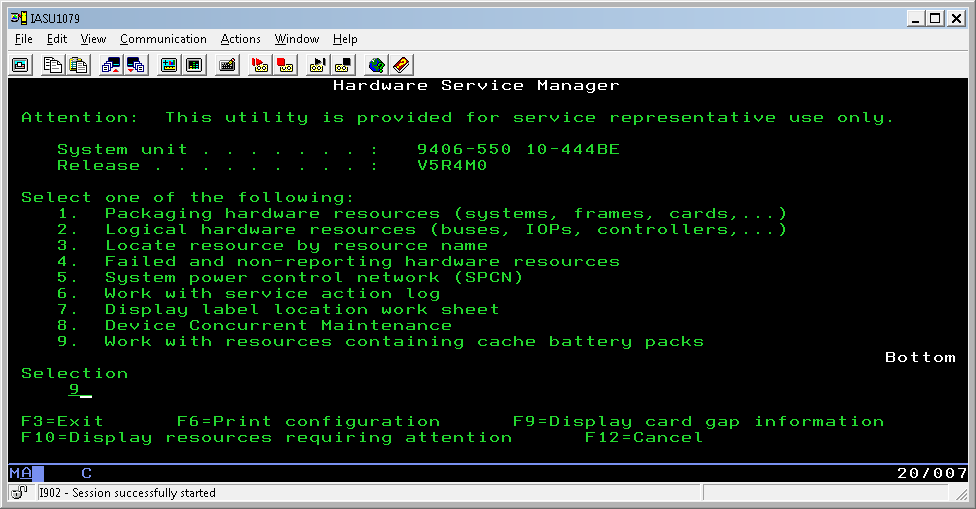 IASU1079
File Edit View Communication Actions Window Help
Hardware Service Manager
Attention:  This utility is provided for service representative use only.
System unit . . . . . . . :   9406-550 10-444BE
Release . . . . . . . . . :   V5R4M0
Select one of the following:
1.  Packaging hardware resources (systems, frames, cards,...)
2.  Logical hardware resources (buses, IOPs, controllers,...)
3.  Locate resource by resource name
4.  Failed and non-reporting hardware resources
5.  System power control network (SPCN)
6.  Work with service action log
7.  Display label location work sheet
8.  Device Concurrent Maintenance
9.  Work with resources containing cache battery packs
Bottom
Selection
9_
F3=Exit      F6=Print configuration      F9=Display card gap information
F10=Display resources requiring attention      F12=Cancel
MA    C    20/007
I902 - Session successfully started